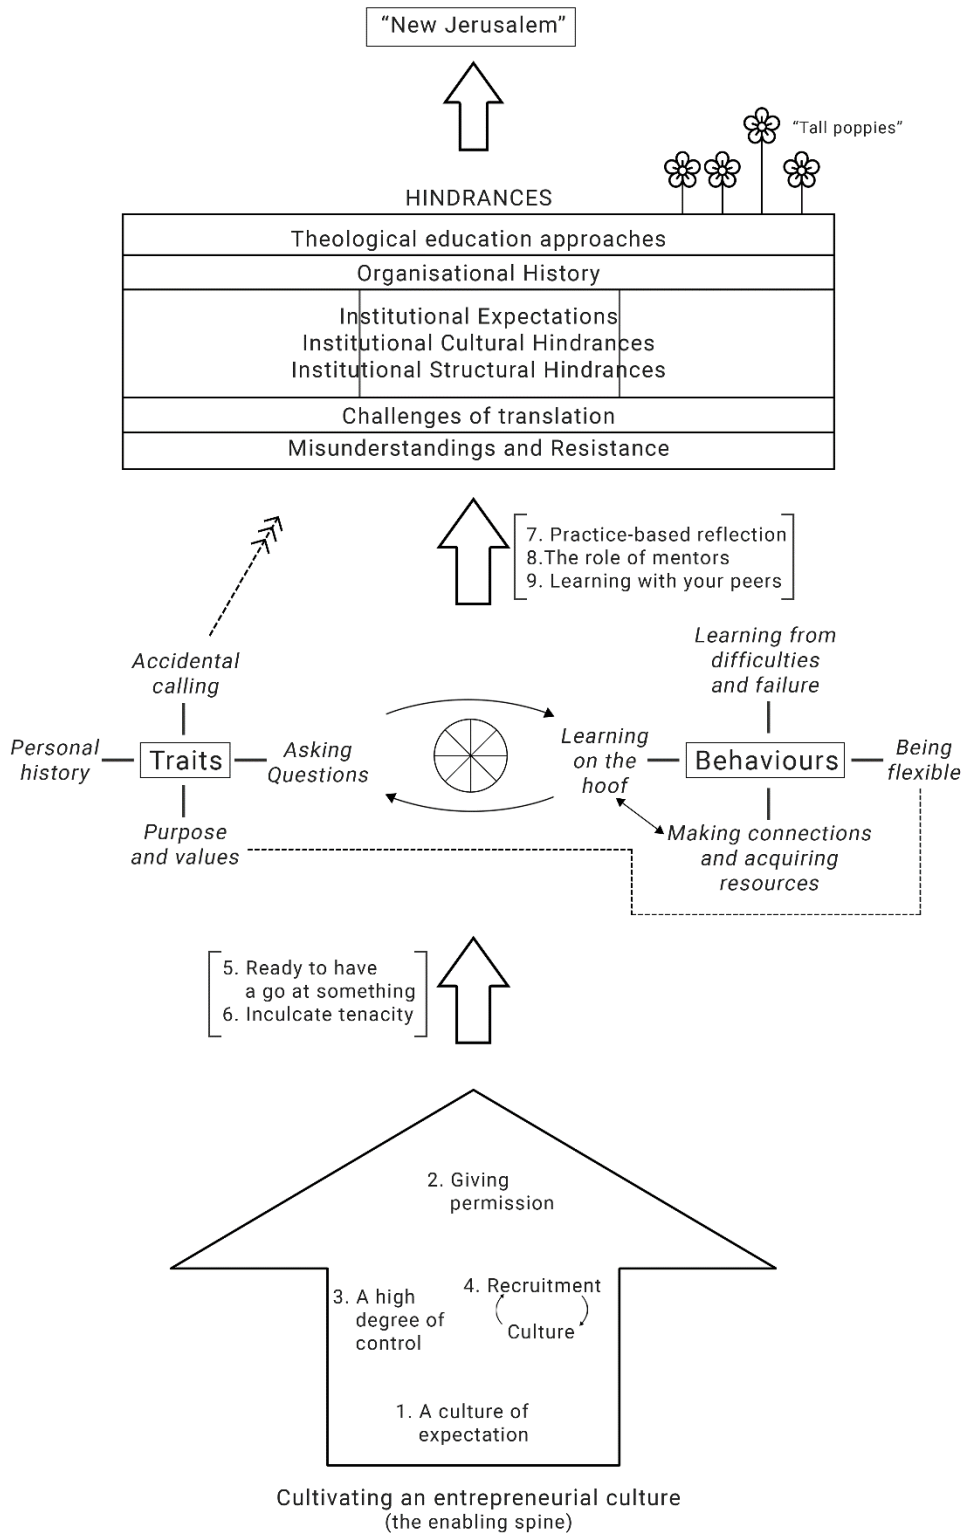 “New Jerusalem”
“Tall poppies”
HINDRANCES
Theological education approaches
Organisational History
Institutional Expectations
Institutional Cultural Hindrances
Institutional Structural Hindrances
Challenges of translation
Misunderstandings and Resistance
7. Practice-based reflection
8.The role of mentors
9. Learning with your peers
Accidental
calling
Personal
history
Traits
Asking
Questions
Purpose
and values
Learning from
difficulties
and failure
Learning
on the
hoof
Behaviours
Being
flexible
Making connections
and acquiring
resources
5. Ready to have
a go at something
6. Inculcate tenacity
2. Giving
permission
3. A high
degree of
control
4. Recruitment
Culture
1. A culture of
expectation
Cultivating an entrepreneurial culture
(the enabling spine)